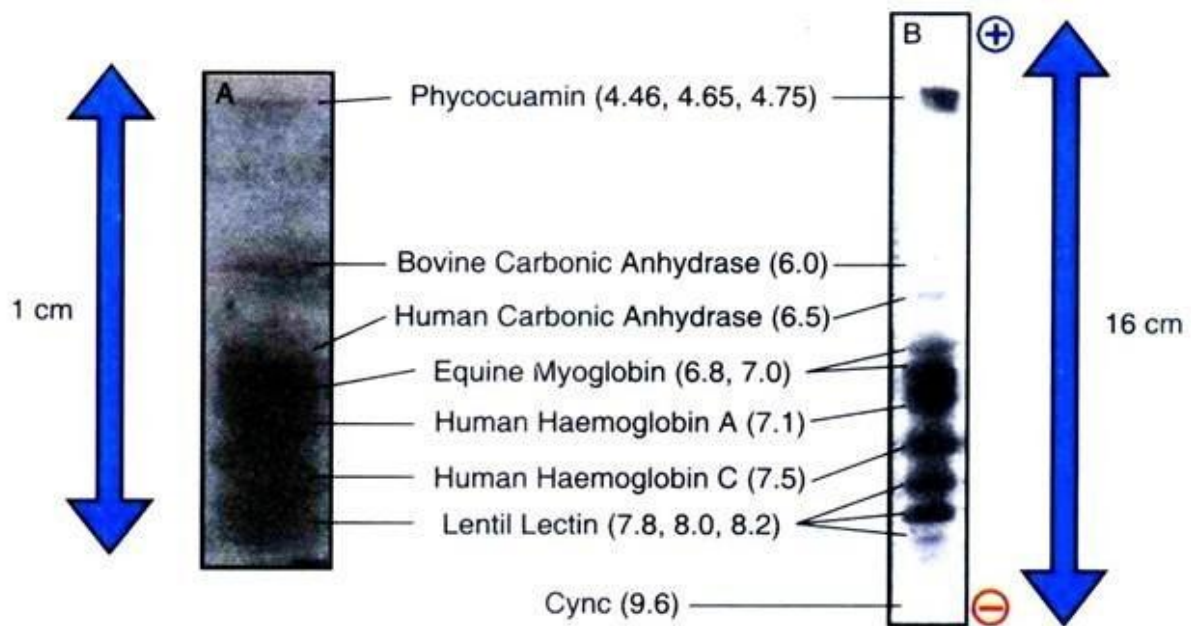 A
B
+
Phycocuamin (4.46, 4.65, 4.75)
Bovine Carbonic Anhydrase (6.0)
Human Carbonic Anhydrase (6.5)
1 cm
16 cm
Equine Myoglobin (6.8, 7.0)
Human Haemoglobin A (7.1)
Human Haemoglobin C (7.5)
Lentil Lectin (7.8, 8.0, 8.2)
Cync (9.6)
−